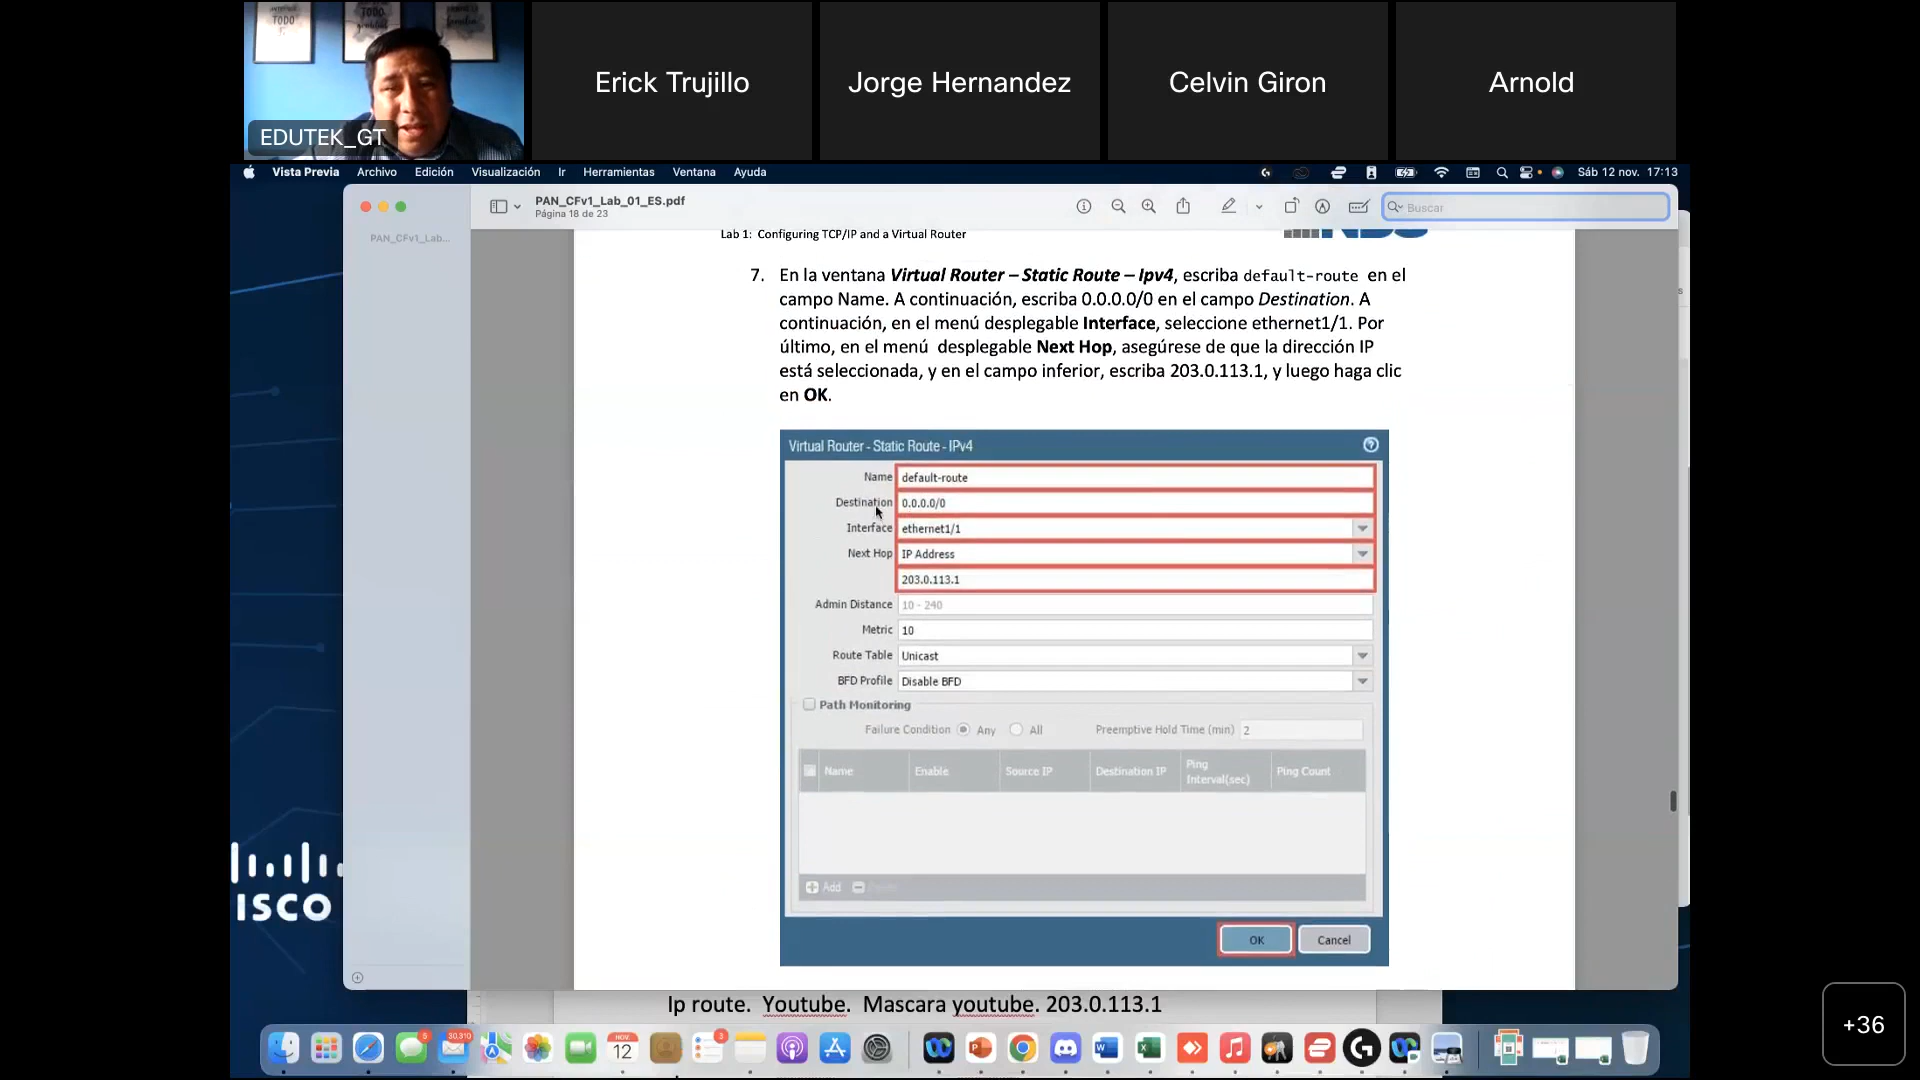 TODO
TODO
EDUTEK_GT
Erick Trujillo
Jorge Hernandez
Celvin Giron
Arnold
Vista Previa Archivo Edición Visualización Ir Herramientas Ventana Ayuda
Sáb 12 nov. 17:13
PAN_CFv1_Lab_01_ES.pdf
Página 18 de 23
Buscar
PAN_CFv1_Lab...
Lab 1: Configuring TCP/IP and a Virtual Router
7. En la ventana Virtual Router – Static Route – Ipv4, escriba default-route en el
campo Name. A continuación, escriba 0.0.0.0/0 en el campo Destination. A
continuación, en el menú desplegable Interface, seleccione ethernet1/1. Por
último, en el menú desplegable Next Hop, asegúrese de que la dirección IP
está seleccionada, y en el campo inferior, escriba 203.0.113.1, y luego haga clic
en OK.
Virtual Router - Static Route - IPv4
Name default-route
Destination 0.0.0.0/0
Interface ethernet1/1
Next Hop IP Address
203.0.113.1
Admin Distance 10 - 240
Metric 10
Route Table Unicast
BFD Profile Disable BFD
Path Monitoring
Failure Condition Any All Preemptive Hold Time (min) 2
Name Enable Source IP Destination IP Ping Interval(sec) Ping Count
Add
OK Cancel
ISCO
Ip route. Youtube. Mascara youtube. 203.0.113.1
NOV.
12
30,910
3
+36